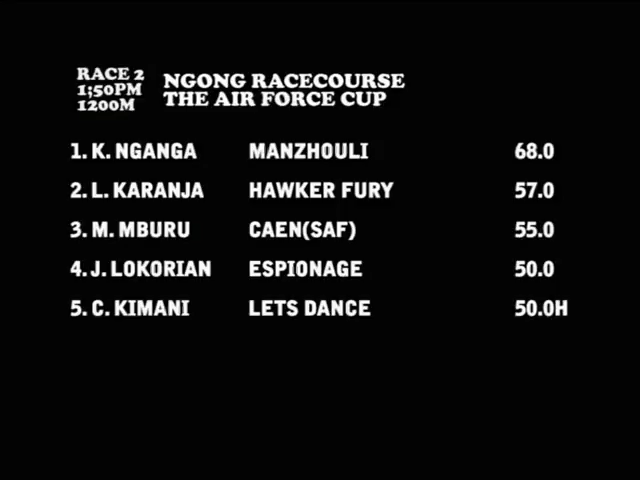 RACE 2
1;50PM
1200M
NGONG RACECOURSE
THE AIR FORCE CUP
1. K. NGANGA MANZHOULI 68.0
2. L. KARANJA HAWKER FURY 57.0
3. M. MBURU CAEN(SAF) 55.0
4. J. LOKORIAN ESPIONAGE 50.0
5. C. KIMANI LETS DANCE 50.0H